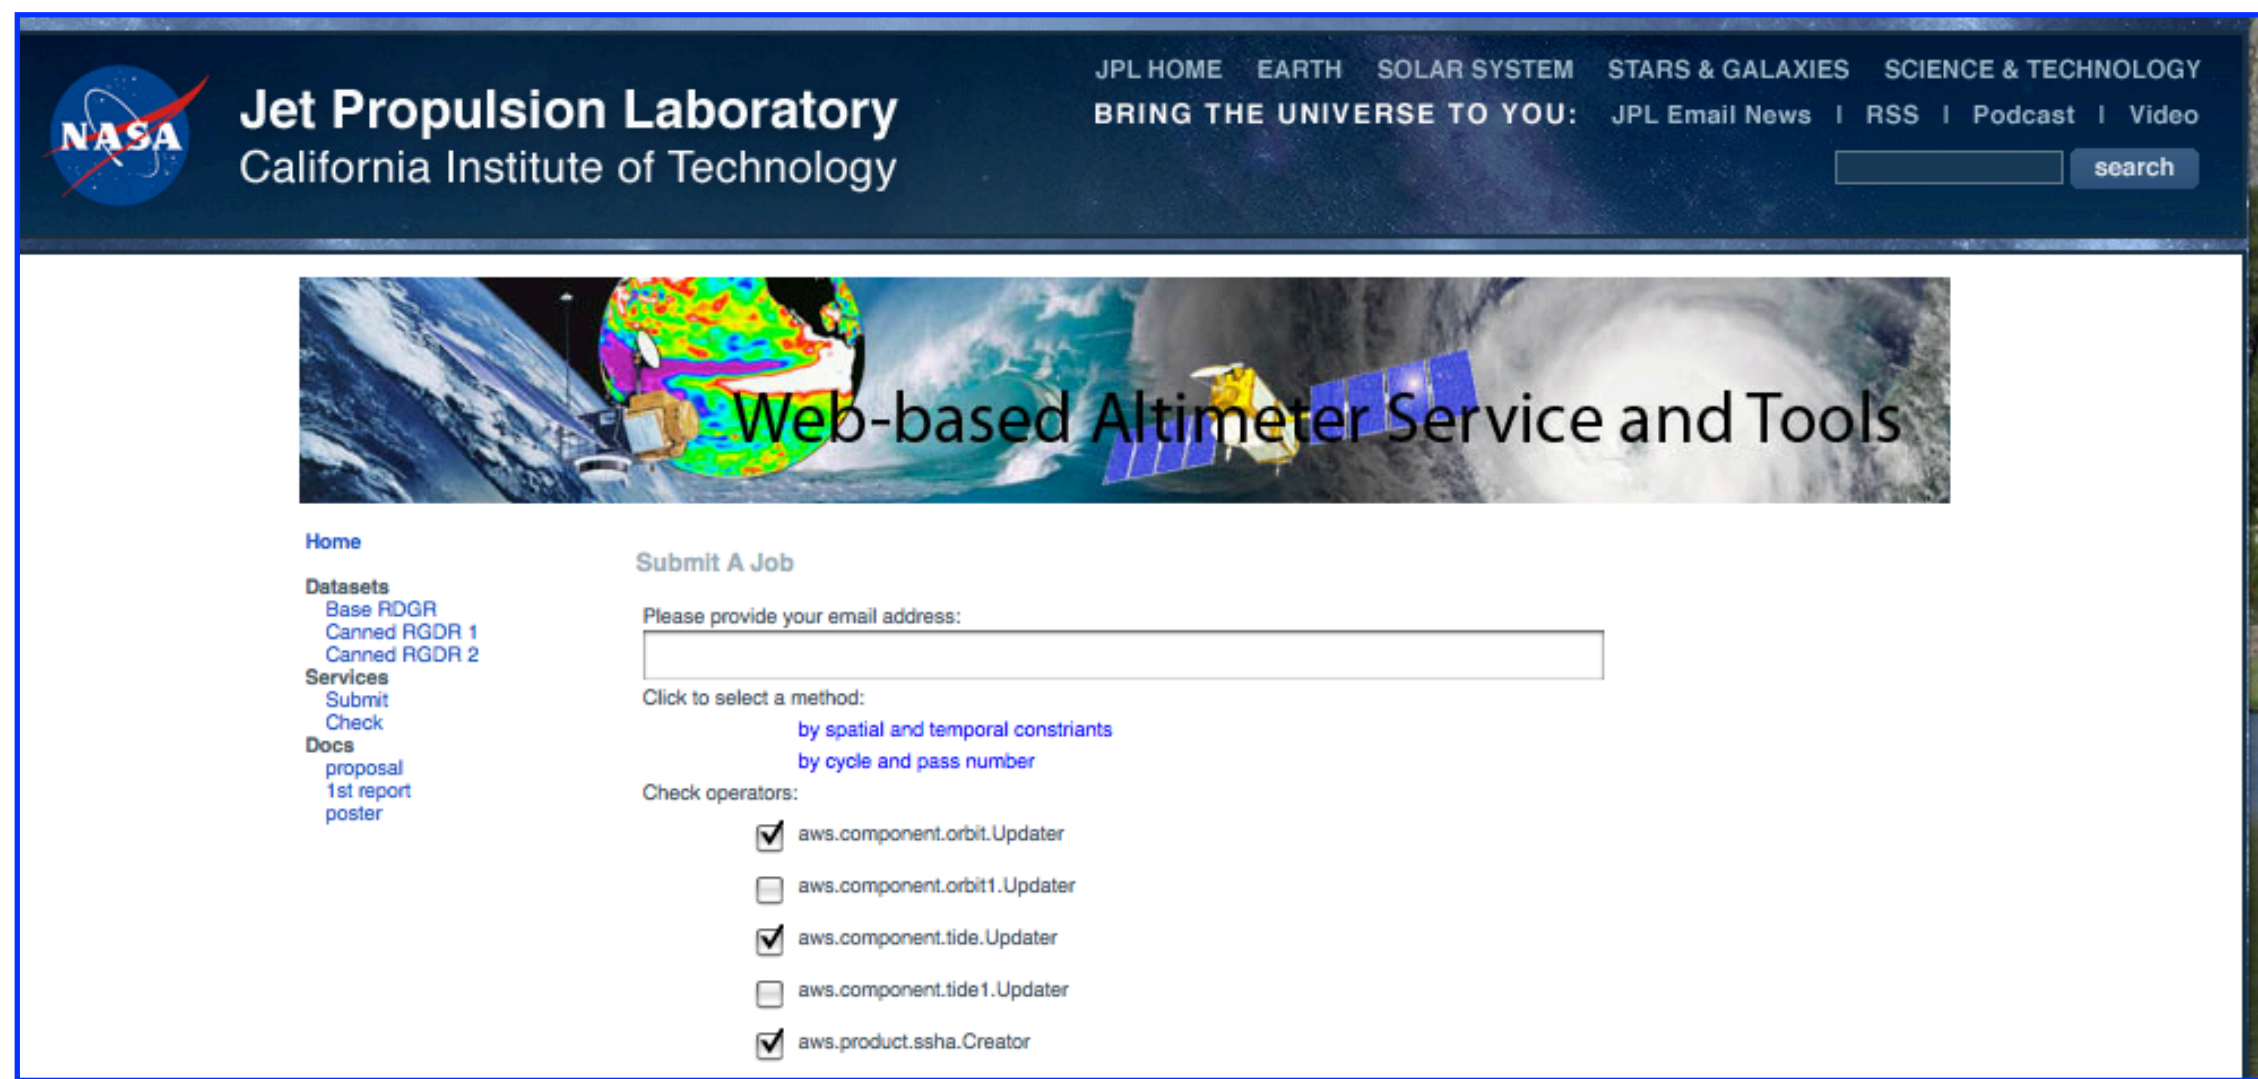 NASA
Jet Propulsion Laboratory
California Institute of Technology
JPL HOME EARTH SOLAR SYSTEM STARS & GALAXIES SCIENCE & TECHNOLOGY
BRING THE UNIVERSE TO YOU: JPL Email News | RSS | Podcast | Video
search
Web-based Altimeter Service and Tools
Home
Datasets
Base RDGR
Canned RGDR 1
Canned RGDR 2
Services
Submit
Check
Docs
proposal
1st report
poster
Submit A Job
Please provide your email address:
Click to select a method:
by spatial and temporal constriants
by cycle and pass number
Check operators:
aws.component.orbit.Updater
aws.component.orbit1.Updater
aws.component.tide.Updater
aws.component.tide1.Updater
aws.product.ssha.Creator